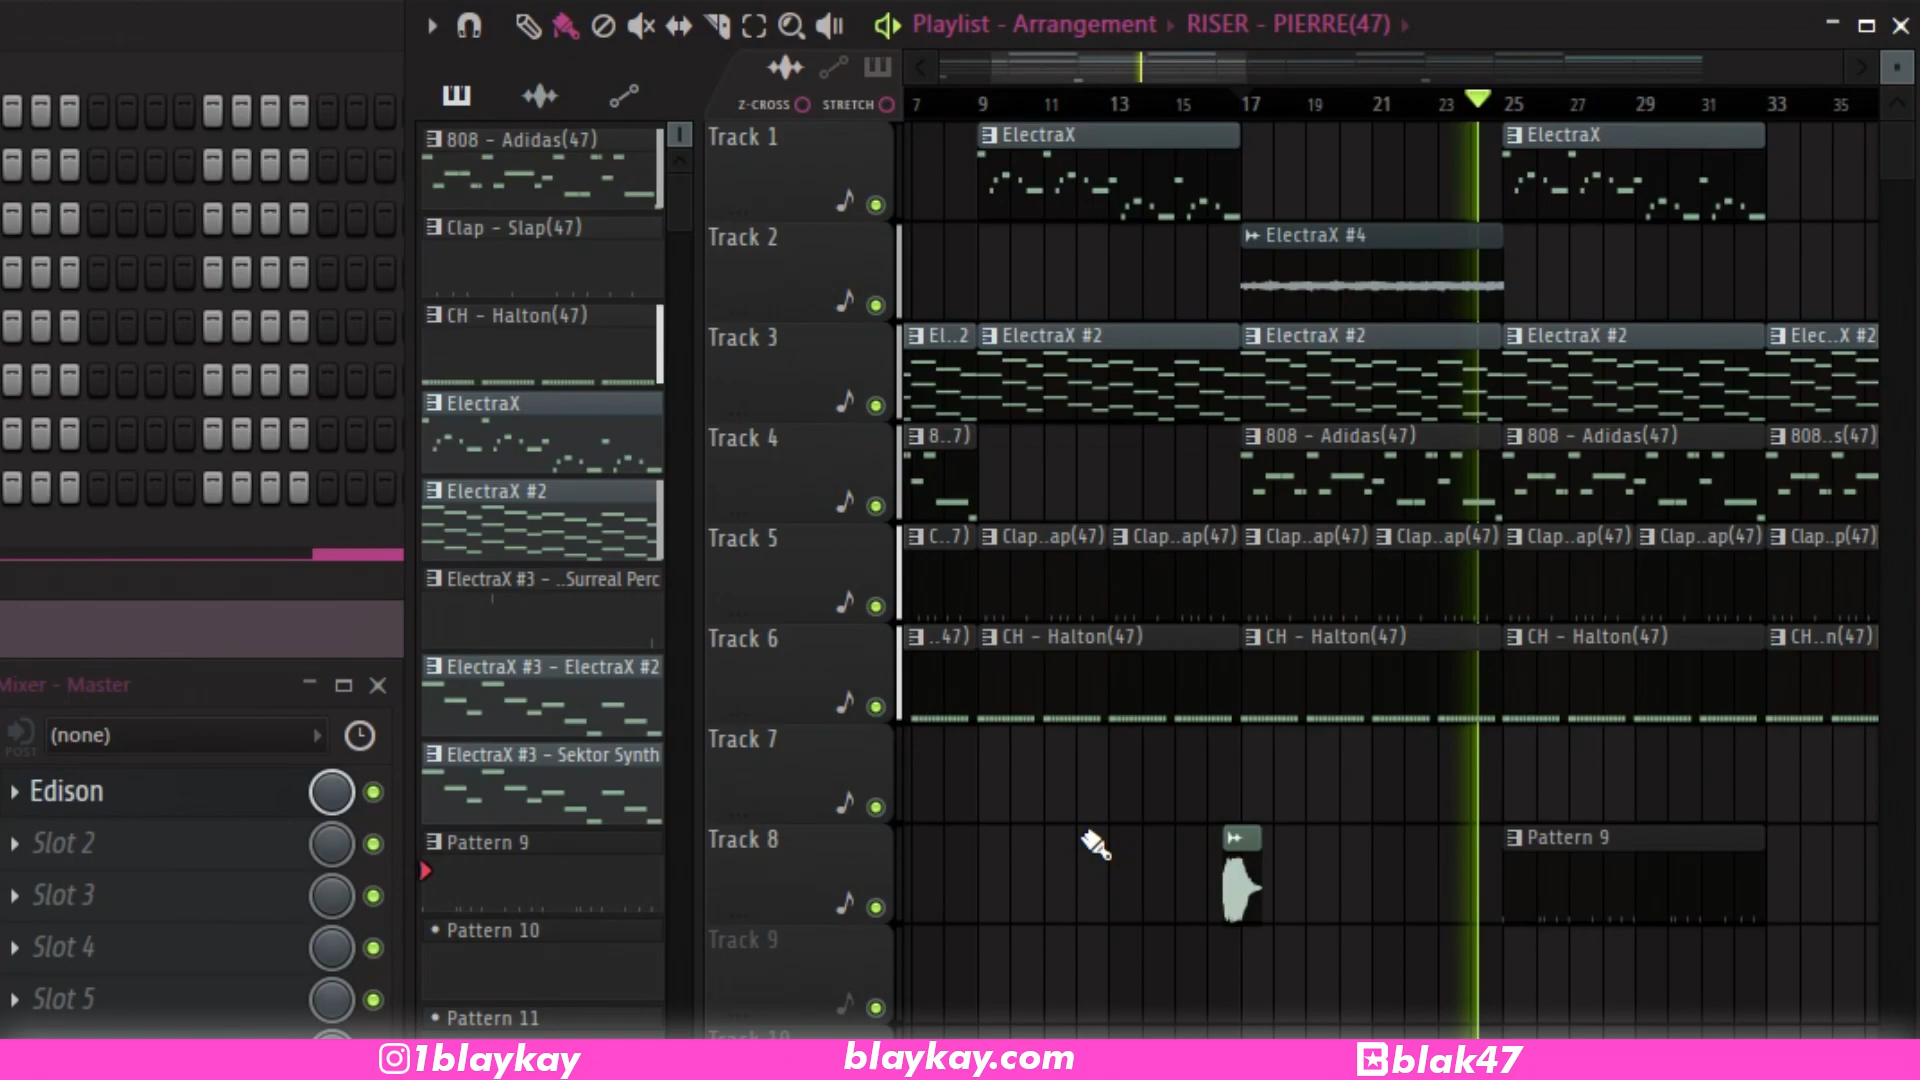 Playlist - Arrangement ▸ RISER - PIERRE(47) ▸
Z-CROSS STRETCH
7 9 11 13 15 17 19 21 23 25 27 29 31 33 35
808 - Adidas(47)
Clap - Slap(47)
CH - Halton(47)
ElectraX
ElectraX #2
ElectraX #3 - ..Surreal Perc
ElectraX #3 - ElectraX #2
ElectraX #3 - Sektor Synth
Pattern 9
Pattern 10
Pattern 11
Track 1
ElectraX
ElectraX
Track 2
ElectraX #4
Track 3
El..2
ElectraX #2
ElectraX #2
ElectraX #2
Elec..X #2
Track 4
8..7)
808 - Adidas(47)
808 - Adidas(47)
808..s(47)
Track 5
C..7)
Clap..ap(47)
Clap..ap(47)
Clap..ap(47)
Clap..ap(47)
Clap..ap(47)
Clap..ap(47)
Clap..p(47)
Track 6
..47)
CH - Halton(47)
CH - Halton(47)
CH - Halton(47)
CH..n(47)
Track 7
Track 8
Pattern 9
Track 9
Mixer - Master
POST
(none)
Edison
Slot 2
Slot 3
Slot 4
Slot 5
1blaykay
blaykay.com
blak47